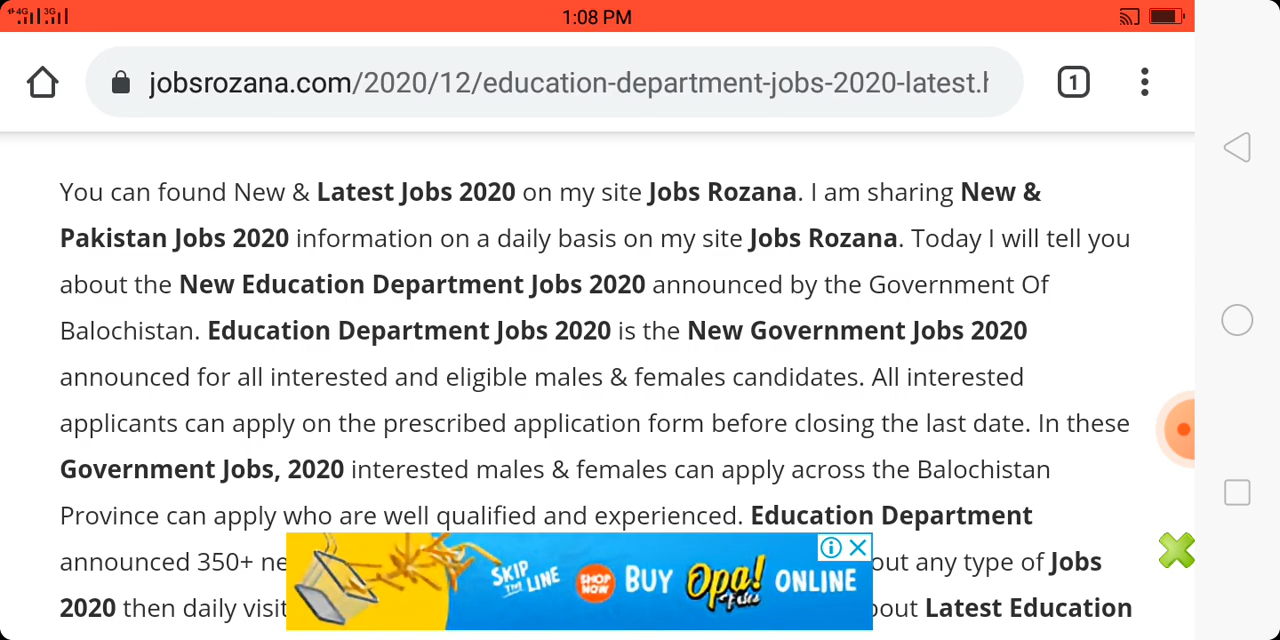 4G 3G 1:08 PM
jobsrozana.com/2020/12/education-department-jobs-2020-latest.h
1
You can found New & Latest Jobs 2020 on my site Jobs Rozana. I am sharing New &
Pakistan Jobs 2020 information on a daily basis on my site Jobs Rozana. Today I will tell you
about the New Education Department Jobs 2020 announced by the Government Of
Balochistan. Education Department Jobs 2020 is the New Government Jobs 2020
announced for all interested and eligible males & females candidates. All interested
applicants can apply on the prescribed application form before closing the last date. In these
Government Jobs, 2020 interested males & females can apply across the Balochistan
Province can apply who are well qualified and experienced. Education Department
announced 350+ ne out any type of Jobs
2020 then daily visit bout Latest Education
SKIP THE LINE SHOP NOW BUY Opa! Fries ONLINE